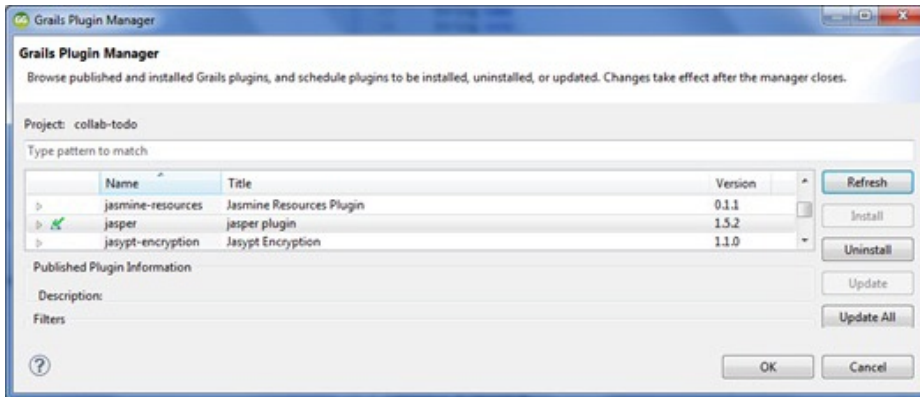 Grails Plugin Manager
Grails Plugin Manager
Browse published and installed Grails plugins, and schedule plugins to be installed, uninstalled, or updated. Changes take effect after the manager closes.
Project: collab-todo
Type pattern to match
Name Title Version Refresh
jasmine-resources Jasmine Resources Plugin 0.1.1
jasper jasper plugin 1.5.2 Install
jasypt-encryption Jasypt Encryption 1.1.0
Uninstall
Published Plugin Information
Update
Description:
Filters Update All
? OK Cancel